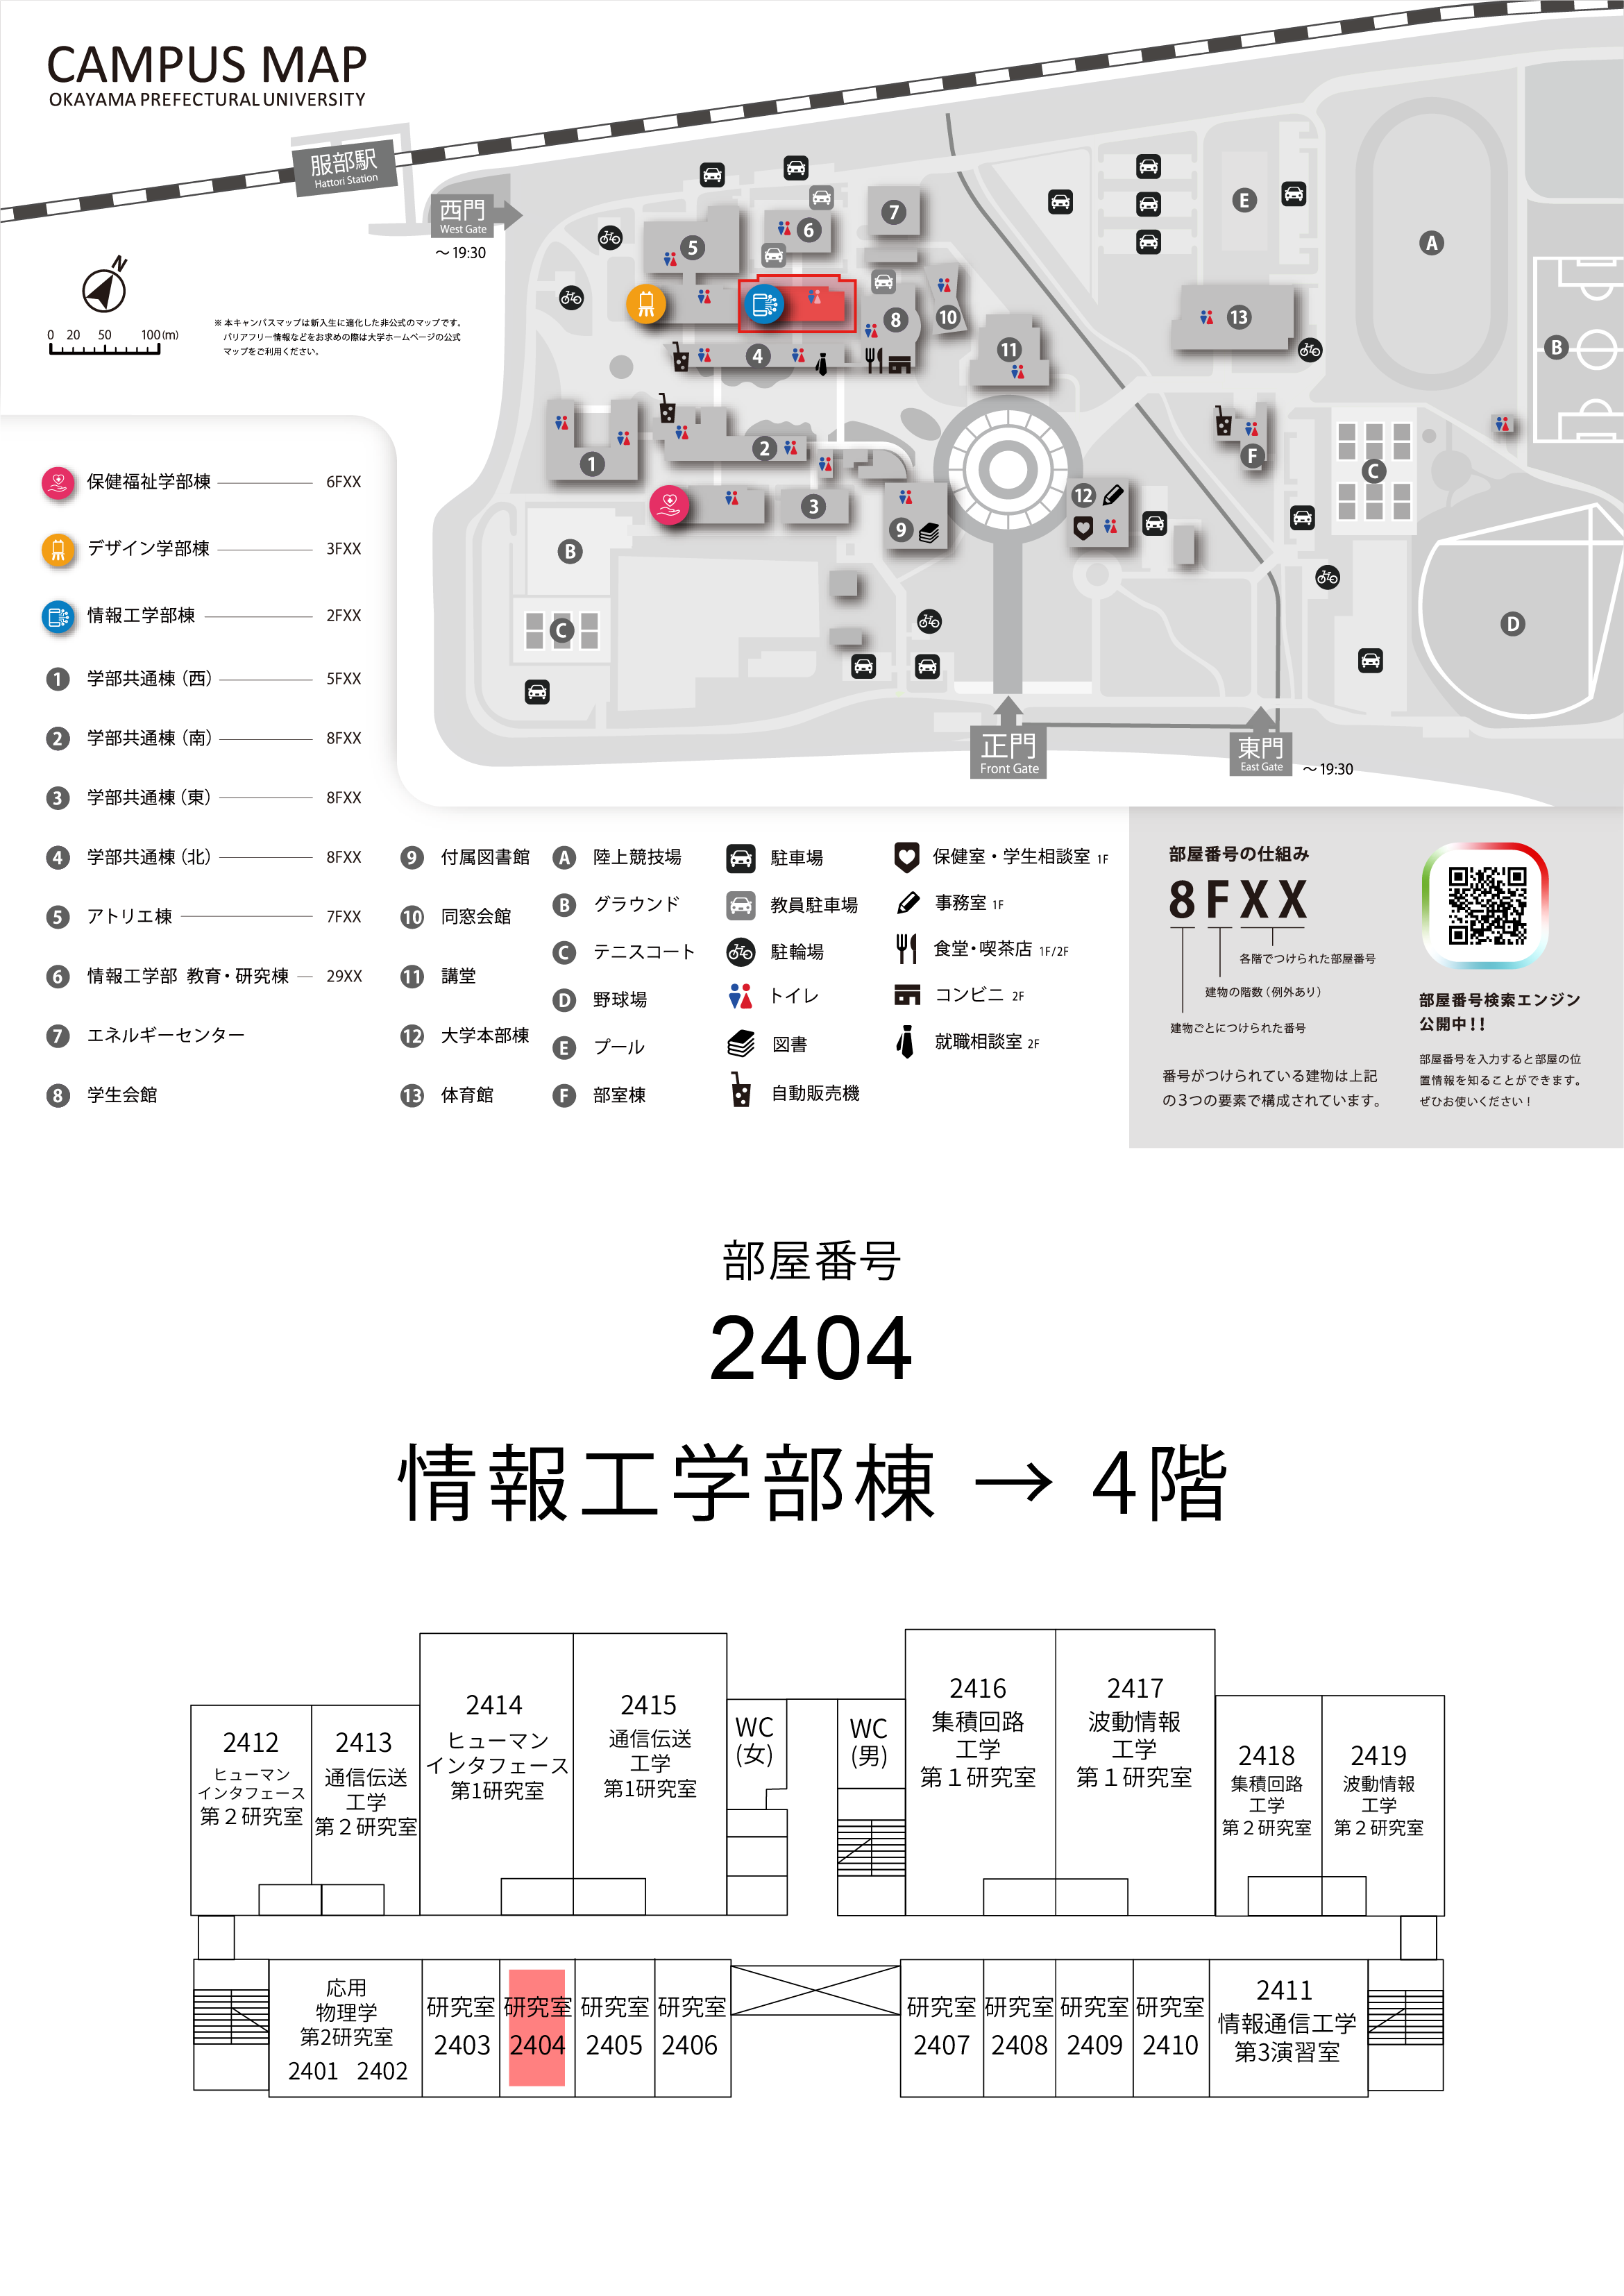 CAMPUS MAP
OKAYAMA PREFECTURAL UNIVERSITY
服部駅
Hattori Station
西門
West Gate
～19:30
N
0 20 50 100(m)
※ 本キャンパスマップは新入生に適化した非公式のマップです。
バリアフリー情報などをお求めの際は大学ホームページの公式
マップをご利用ください。
5
6
7
8
10
11
4
1
2
3
9
12
13
A
B
C
D
E
F
B
C
正門
Front Gate
東門
East Gate
～19:30
保健福祉学部棟 6FXX
デザイン学部棟 3FXX
情報工学部棟 2FXX
1 学部共通棟（西） 5FXX
2 学部共通棟（南） 8FXX
3 学部共通棟（東） 8FXX
4 学部共通棟（北） 8FXX
5 アトリエ棟 7FXX
6 情報工学部 教育・研究棟 29XX
7 エネルギーセンター
8 学生会館
9 付属図書館
10 同窓会館
11 講堂
12 大学本部棟
13 体育館
A 陸上競技場
B グラウンド
C テニスコート
D 野球場
E プール
F 部室棟
駐車場
教員駐車場
駐輪場
トイレ
図書
自動販売機
保健室・学生相談室 1F
事務室 1F
食堂・喫茶店 1F/2F
コンビニ 2F
就職相談室 2F
部屋番号の仕組み
8FXX
各階でつけられた部屋番号
建物の階数（例外あり）
建物ごとにつけられた番号
番号がつけられている建物は上記
の３つの要素で構成されています。
部屋番号検索エンジン
公開中！！
部屋番号を入力すると部屋の位
置情報を知ることができます。
ぜひお使いください！
部屋番号
2404
情報工学部棟 → 4階
2412
ヒューマン
インタフェース
第２研究室
2413
通信伝送
工学
第２研究室
2414
ヒューマン
インタフェース
第1研究室
2415
通信伝送
工学
第1研究室
WC
(女)
WC
(男)
2416
集積回路
工学
第１研究室
2417
波動情報
工学
第１研究室
2418
集積回路
工学
第２研究室
2419
波動情報
工学
第２研究室
応用
物理学
第2研究室
2401 2402
研究室
2403
研究室
2404
研究室
2405
研究室
2406
研究室
2407
研究室
2408
研究室
2409
研究室
2410
2411
情報通信工学
第3演習室